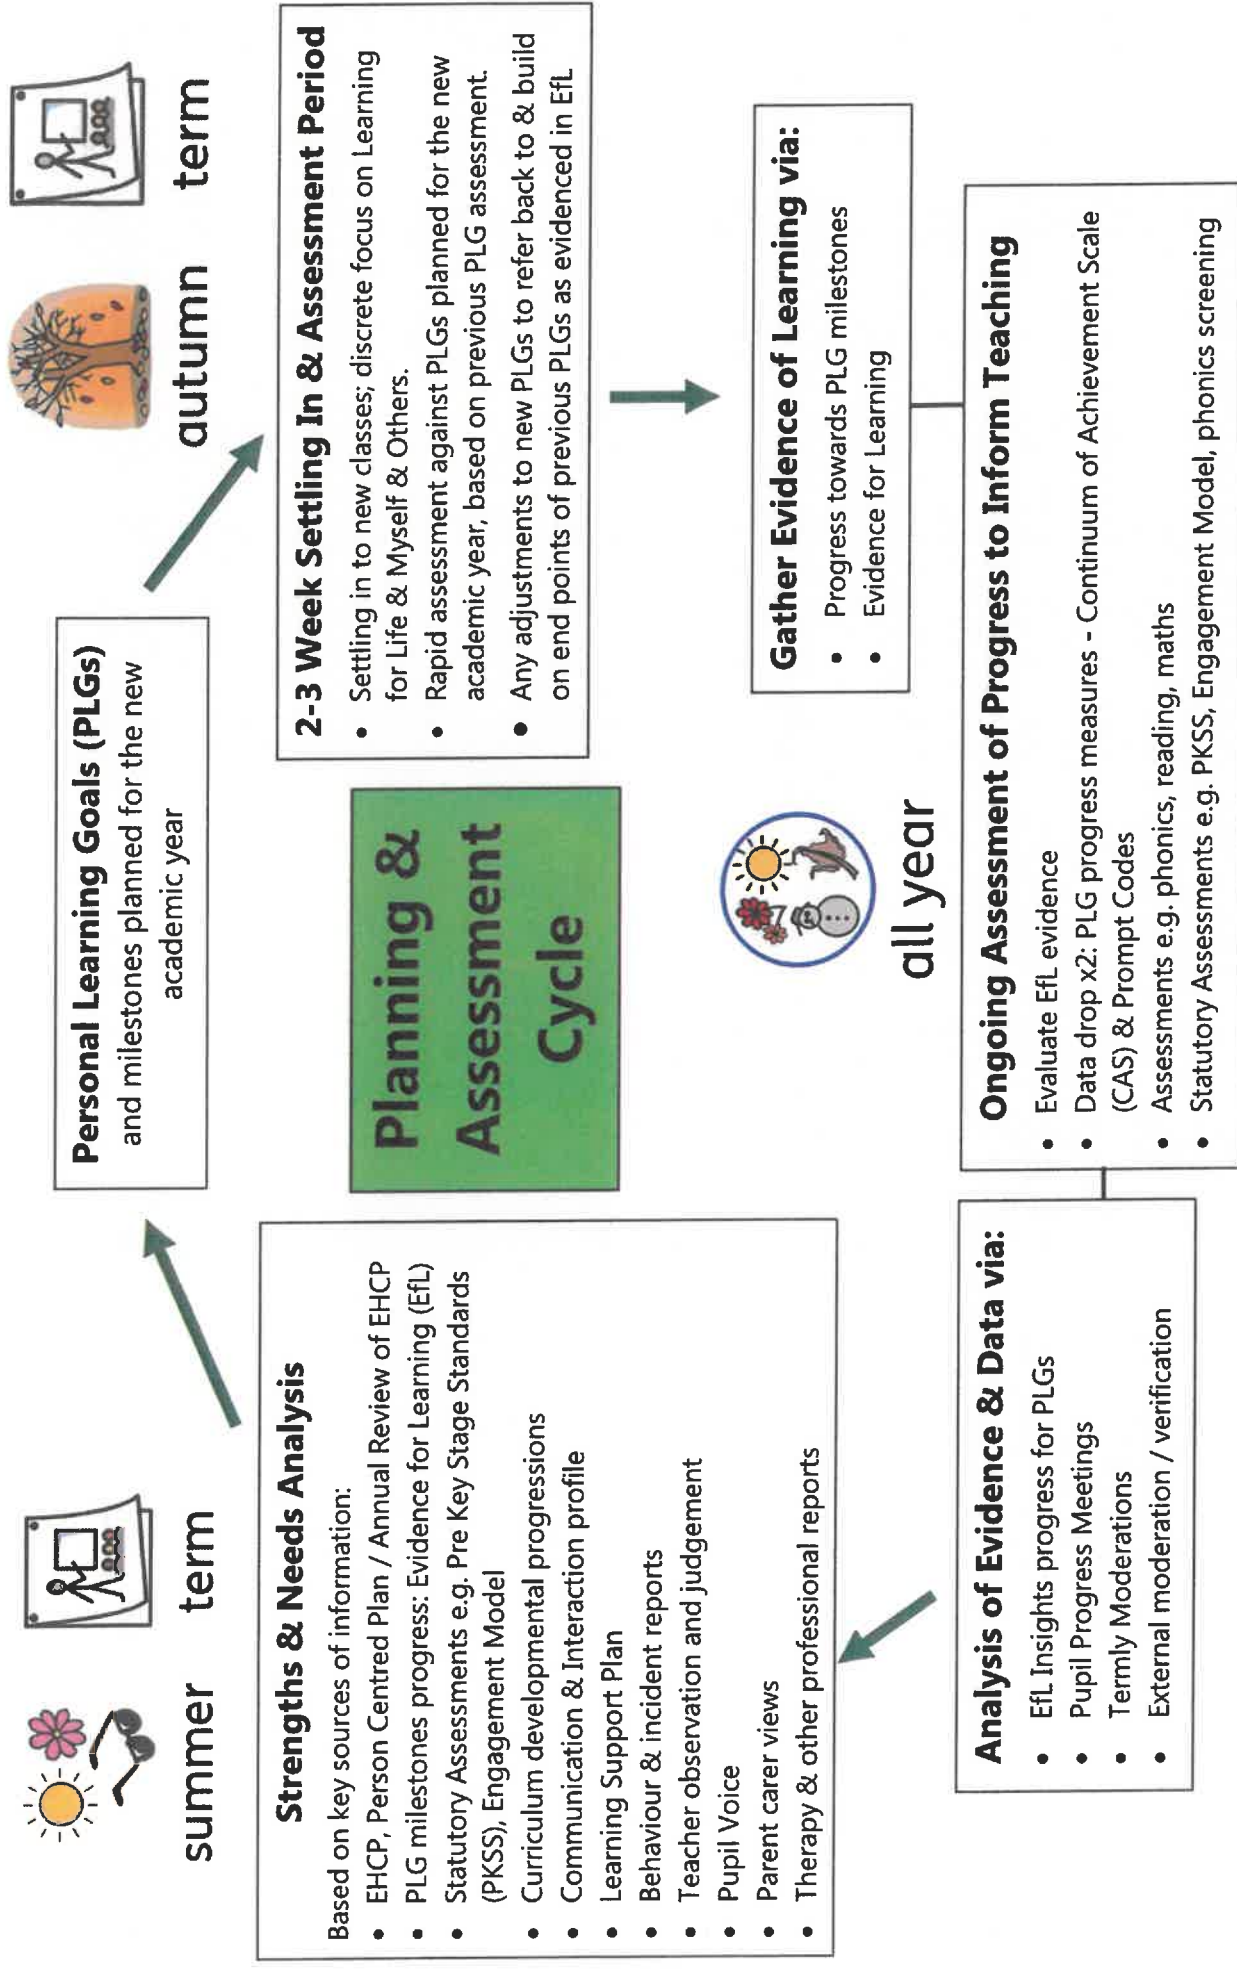 summer term
autumn term
Personal Learning Goals (PLGs)
and milestones planned for the new
academic year
Strengths & Needs Analysis
Based on key sources of information:
• EHCP, Person Centred Plan / Annual Review of EHCP
• PLG milestones progress: Evidence for Learning (EfL)
• Statutory Assessments e.g. Pre Key Stage Standards
(PKSS), Engagement Model
• Curriculum developmental progressions
• Communication & Interaction profile
• Learning Support Plan
• Behaviour & incident reports
• Teacher observation and judgement
• Pupil Voice
• Parent carer views
• Therapy & other professional reports
Planning &
Assessment
Cycle
2-3 Week Settling In & Assessment Period
• Settling in to new classes; discrete focus on Learning
for Life & Myself & Others.
• Rapid assessment against PLGs planned for the new
academic year, based on previous PLG assessment.
• Any adjustments to new PLGs to refer back to & build
on end points of previous PLGs as evidenced in EfL
all year
Gather Evidence of Learning via:
• Progress towards PLG milestones
• Evidence for Learning
Ongoing Assessment of Progress to Inform Teaching
• Evaluate EfL evidence
• Data drop x2: PLG progress measures - Continuum of Achievement Scale
(CAS) & Prompt Codes
• Assessments e.g. phonics, reading, maths
• Statutory Assessments e.g. PKSS, Engagement Model, phonics screening
Analysis of Evidence & Data via:
• EfL Insights progress for PLGs
• Pupil Progress Meetings
• Termly Moderations
• External moderation / verification